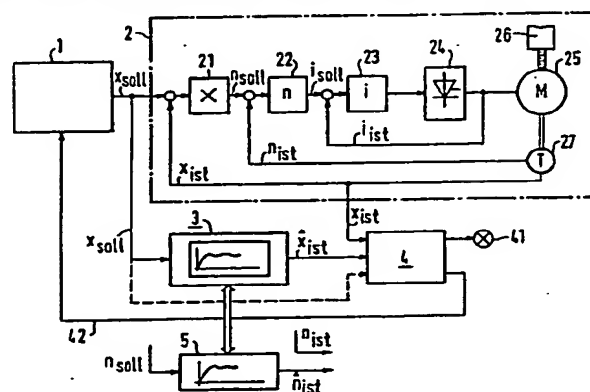 26
1
2
21
22
23
24
25
x_soll
n_soll
i_soll
x
n
i
M
i_ist
n_ist
T
27
x_ist
x_ist
x_soll
3
x̂_ist
4
41
42
5
n_soll
n_ist
n̂_ist